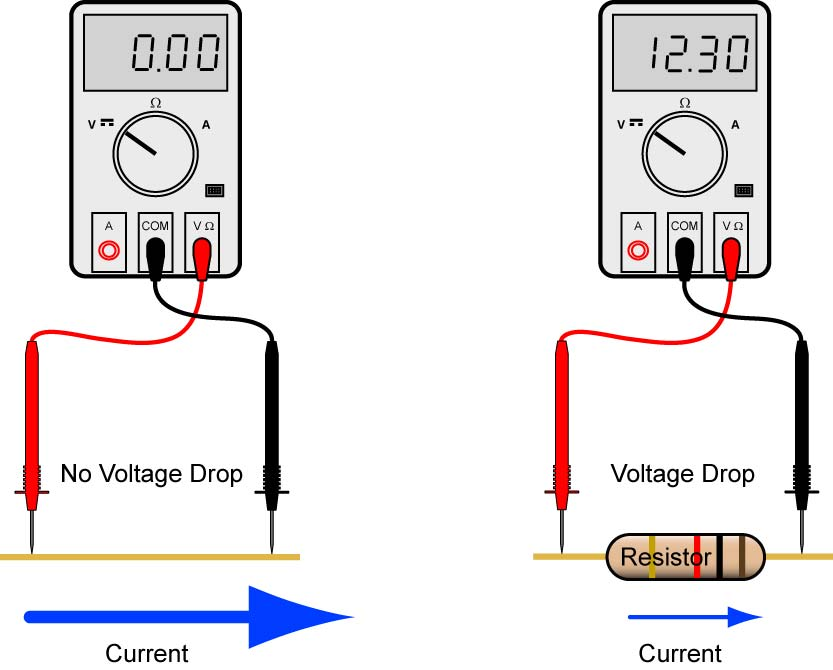 0.00
Ω
V A
A COM V Ω
No Voltage Drop
Current
12.30
Ω
V A
A COM V Ω
Voltage Drop
Resistor
Current